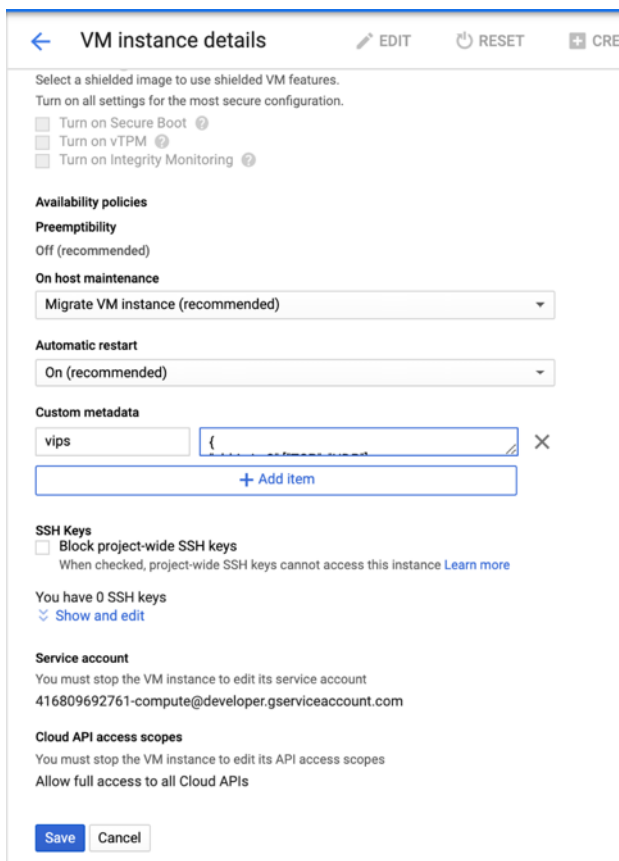 VM instance details
EDIT
RESET
CRE
Select a shielded image to use shielded VM features.
Turn on all settings for the most secure configuration.
Turn on Secure Boot
Turn on vTPM
Turn on Integrity Monitoring
Availability policies
Preemptibility
Off (recommended)
On host maintenance
Migrate VM instance (recommended)
Automatic restart
On (recommended)
Custom metadata
vips
{
+ Add item
SSH Keys
Block project-wide SSH keys
When checked, project-wide SSH keys cannot access this instance Learn more
You have 0 SSH keys
Show and edit
Service account
You must stop the VM instance to edit its service account
416809692761-compute@developer.gserviceaccount.com
Cloud API access scopes
You must stop the VM instance to edit its API access scopes
Allow full access to all Cloud APIs
Save
Cancel